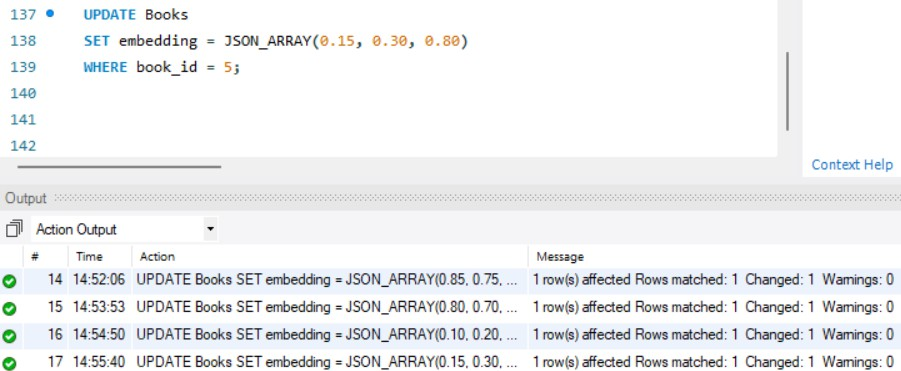 137 UPDATE Books
138 SET embedding = JSON_ARRAY(0.15, 0.30, 0.80)
139 WHERE book_id = 5;
140
141
142
Context Help
Output
Action Output
# Time Action Message
14 14:52:06 UPDATE Books SET embedding = JSON_ARRAY(0.85, 0.75, ... 1 row(s) affected Rows matched: 1 Changed: 1 Warnings: 0
15 14:53:53 UPDATE Books SET embedding = JSON_ARRAY(0.80, 0.70, ... 1 row(s) affected Rows matched: 1 Changed: 1 Warnings: 0
16 14:54:50 UPDATE Books SET embedding = JSON_ARRAY(0.10, 0.20, ... 1 row(s) affected Rows matched: 1 Changed: 1 Warnings: 0
17 14:55:40 UPDATE Books SET embedding = JSON_ARRAY(0.15, 0.30, ... 1 row(s) affected Rows matched: 1 Changed: 1 Warnings: 0